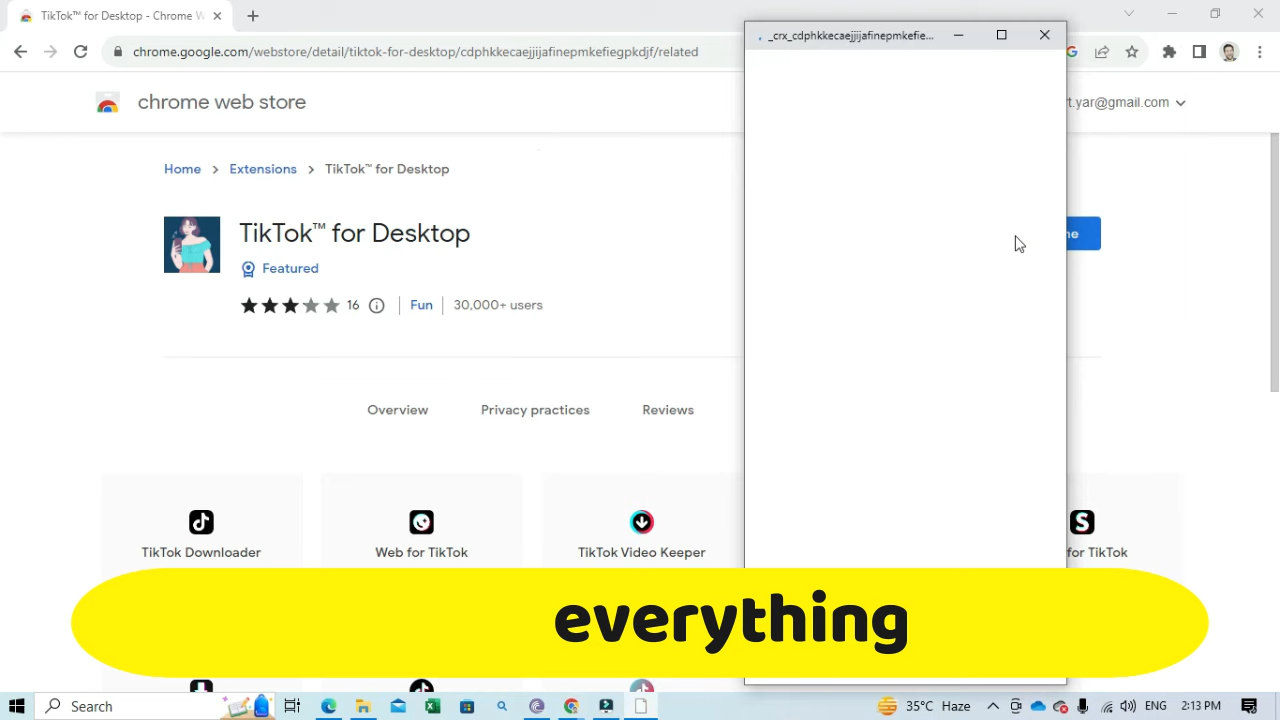 TikTok™ for Desktop - Chrome W
chrome.google.com/webstore/detail/tiktok-for-desktop/cdphkkecaejjijafinepmkefiegpkdjf/related
_crx_cdphkkecaejjijafinepmkefie...
chrome web store
rt.yar@gmail.com
Home > Extensions > TikTok™ for Desktop
TikTok™ for Desktop
Featured
16
Fun
30,000+ users
ne
Overview
Privacy practices
Reviews
TikTok Downloader
Web for TikTok
TikTok Video Keeper
for TikTok
everything
Search
35°C Haze
ENG
2:13 PM